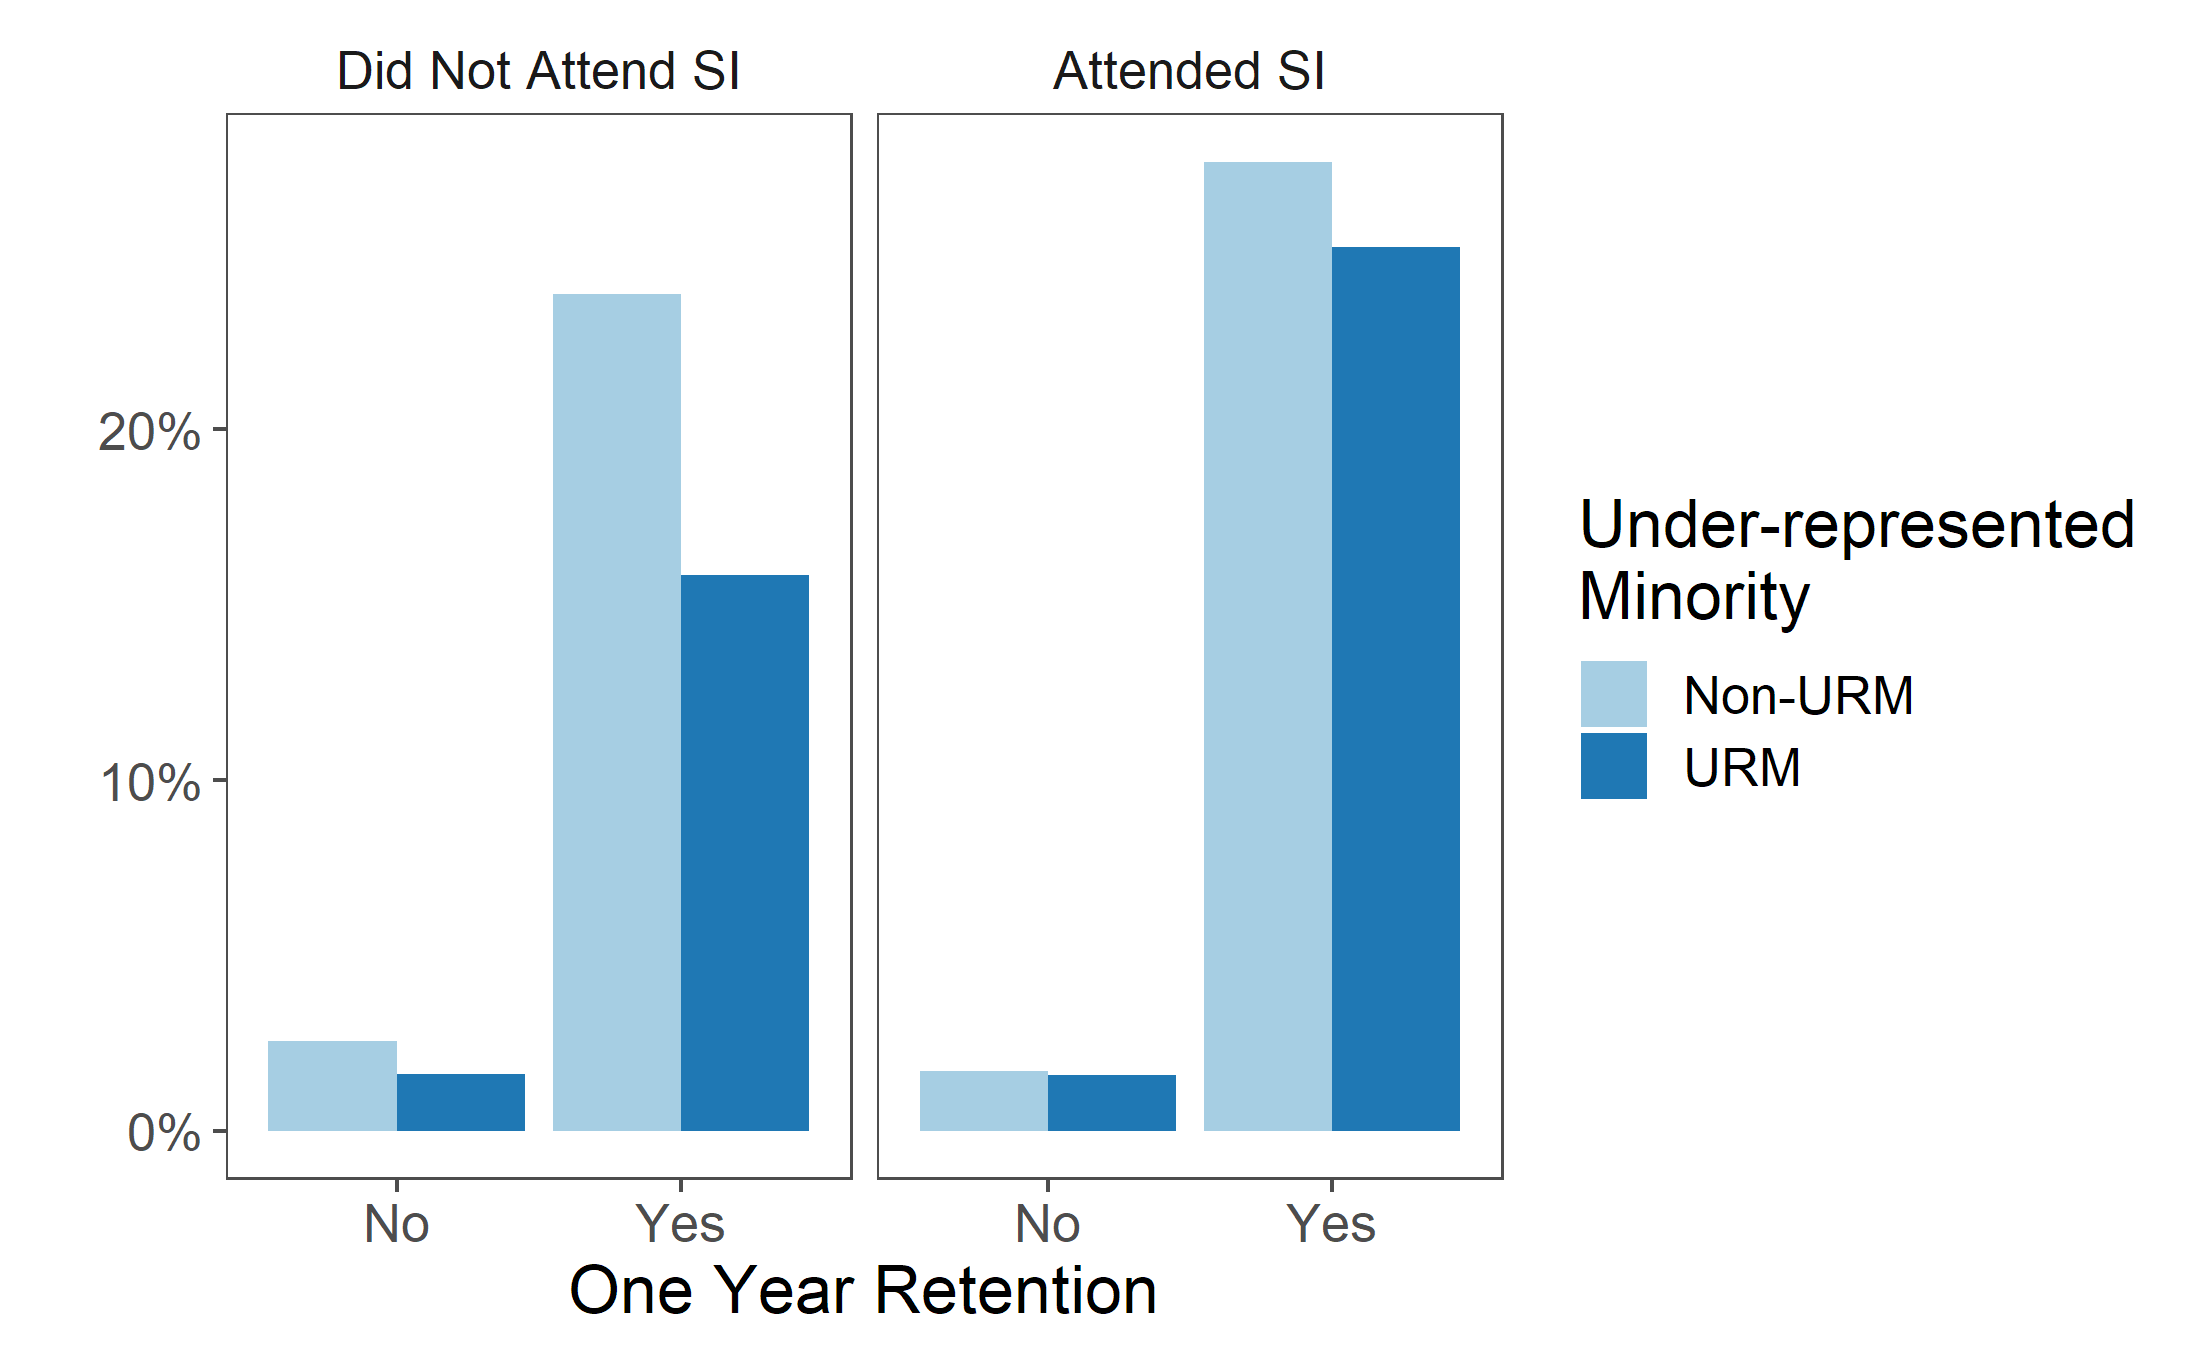 Did Not Attend SI
Attended SI
20%
10%
0%
No
Yes
No
Yes
One Year Retention
Under-represented
Minority
Non-URM
URM